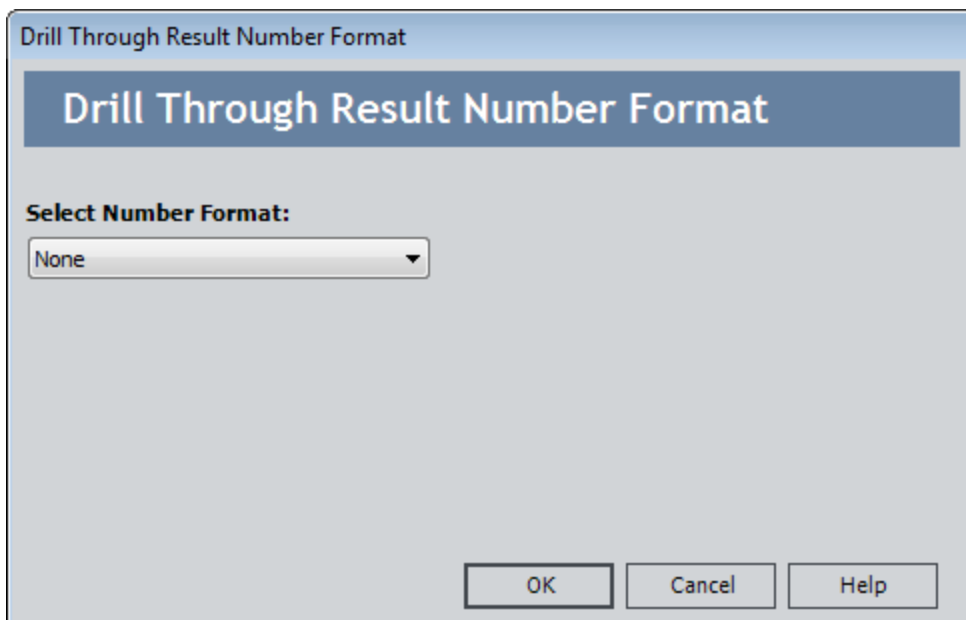 Drill Through Result Number Format
Drill Through Result Number Format
Select Number Format:
None
OK Cancel Help